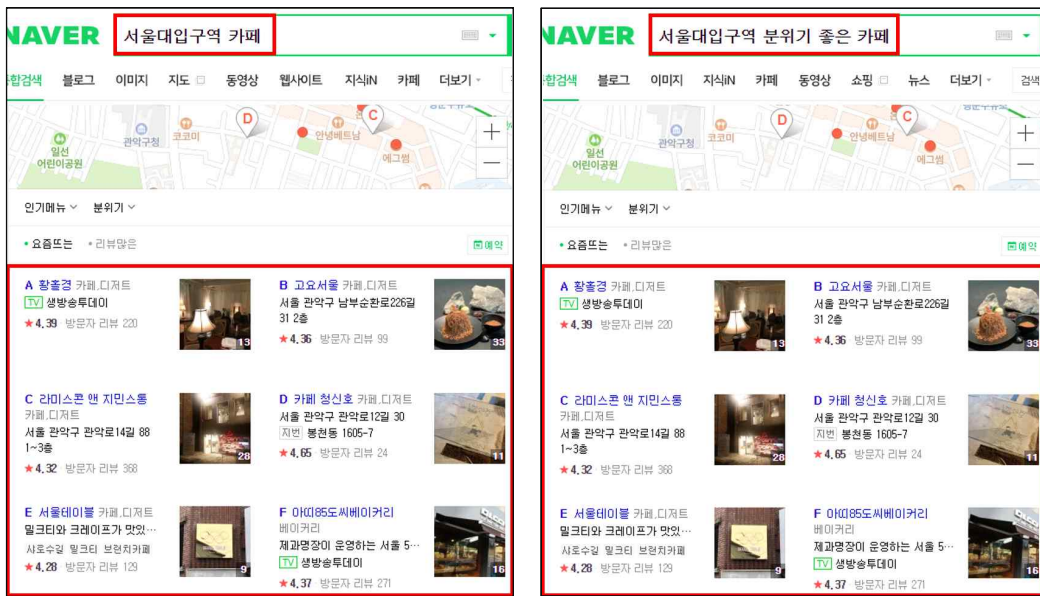 NAVER 서울대입구역 카페
통합검색 블로그 이미지 지도 동영상 웹사이트 지식iN 카페 더보기
D C
관악구청 코코미 안녕베트남
일선
어린이공원
에그썸
인기메뉴 분위기
요즘뜨는 리뷰많은 예약
A 황홀경 카페,디저트
TV 생방송투데이
★4.39 방문자 리뷰 220
13
B 고요서울 카페,디저트
서울 관악구 남부순환로226길
31 2층
★4.36 방문자 리뷰 99
33
C 라미스콘 앤 지민스통
카페,디저트
서울 관악구 관악로14길 88
1~3층
★4.32 방문자 리뷰 368
28
D 카페 청신호 카페,디저트
서울 관악구 관악로12길 30
지번 봉천동 1605-7
★4.65 방문자 리뷰 24
11
E 서울테이블 카페,디저트
밀크티와 크레이프가 맛있…
샤로수길 밀크티 보현치카페
★4.28 방문자 리뷰 129
9
F 아띠85도씨베이커리
베이커리
제과명장이 운영하는 서울 5…
TV 생방송투데이
★4.37 방문자 리뷰 271
16
NAVER 서울대입구역 분위기 좋은 카페
통합검색 블로그 이미지 지식iN 카페 동영상 쇼핑 뉴스 더보기 검색
D C
관악구청 코코미 안녕베트남
일선
어린이공원
에그썸
인기메뉴 분위기
요즘뜨는 리뷰많은 예약
A 황홀경 카페,디저트
TV 생방송투데이
★4.39 방문자 리뷰 220
13
B 고요서울 카페,디저트
서울 관악구 남부순환로226길
31 2층
★4.36 방문자 리뷰 99
33
C 라미스콘 앤 지민스통
카페,디저트
서울 관악구 관악로14길 88
1~3층
★4.32 방문자 리뷰 368
28
D 카페 청신호 카페,디저트
서울 관악구 관악로12길 30
지번 봉천동 1605-7
★4.65 방문자 리뷰 24
11
E 서울테이블 카페,디저트
밀크티와 크레이프가 맛있…
샤로수길 밀크티 보현치카페
★4.28 방문자 리뷰 129
9
F 아띠85도씨베이커리
베이커리
제과명장이 운영하는 서울 5…
TV 생방송투데이
★4.37 방문자 리뷰 271
16